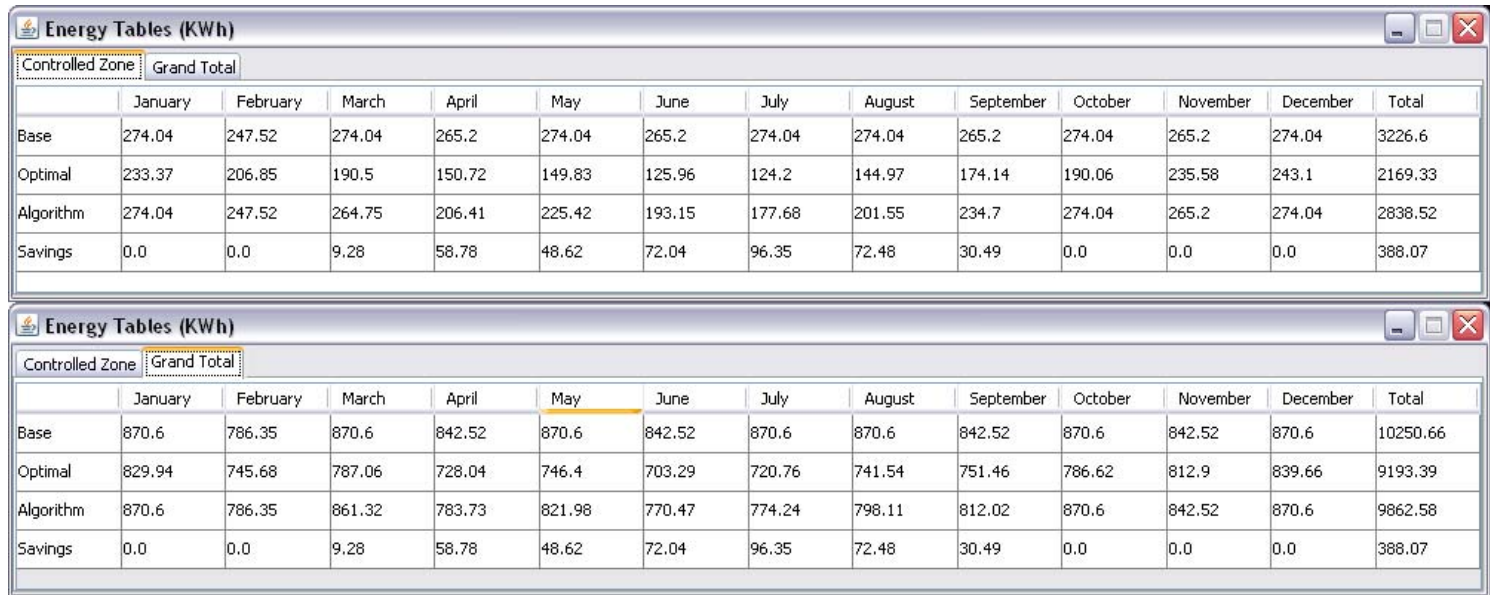 Energy Tables (KWh)
Controlled Zone Grand Total
January February March April May June July August September October November December Total
Base 274.04 247.52 274.04 265.2 274.04 265.2 274.04 274.04 265.2 274.04 265.2 274.04 3226.6
Optimal 233.37 206.85 190.5 150.72 149.83 125.96 124.2 144.97 174.14 190.06 235.58 243.1 2169.33
Algorithm 274.04 247.52 264.75 206.41 225.42 193.15 177.68 201.55 234.7 274.04 265.2 274.04 2838.52
Savings 0.0 0.0 9.28 58.78 48.62 72.04 96.35 72.48 30.49 0.0 0.0 0.0 388.07
Energy Tables (KWh)
Controlled Zone Grand Total
January February March April May June July August September October November December Total
Base 870.6 786.35 870.6 842.52 870.6 842.52 870.6 870.6 842.52 870.6 842.52 870.6 10250.66
Optimal 829.94 745.68 787.06 728.04 746.4 703.29 720.76 741.54 751.46 786.62 812.9 839.66 9193.39
Algorithm 870.6 786.35 861.32 783.73 821.98 770.47 774.24 798.11 812.02 870.6 842.52 870.6 9862.58
Savings 0.0 0.0 9.28 58.78 48.62 72.04 96.35 72.48 30.49 0.0 0.0 0.0 388.07